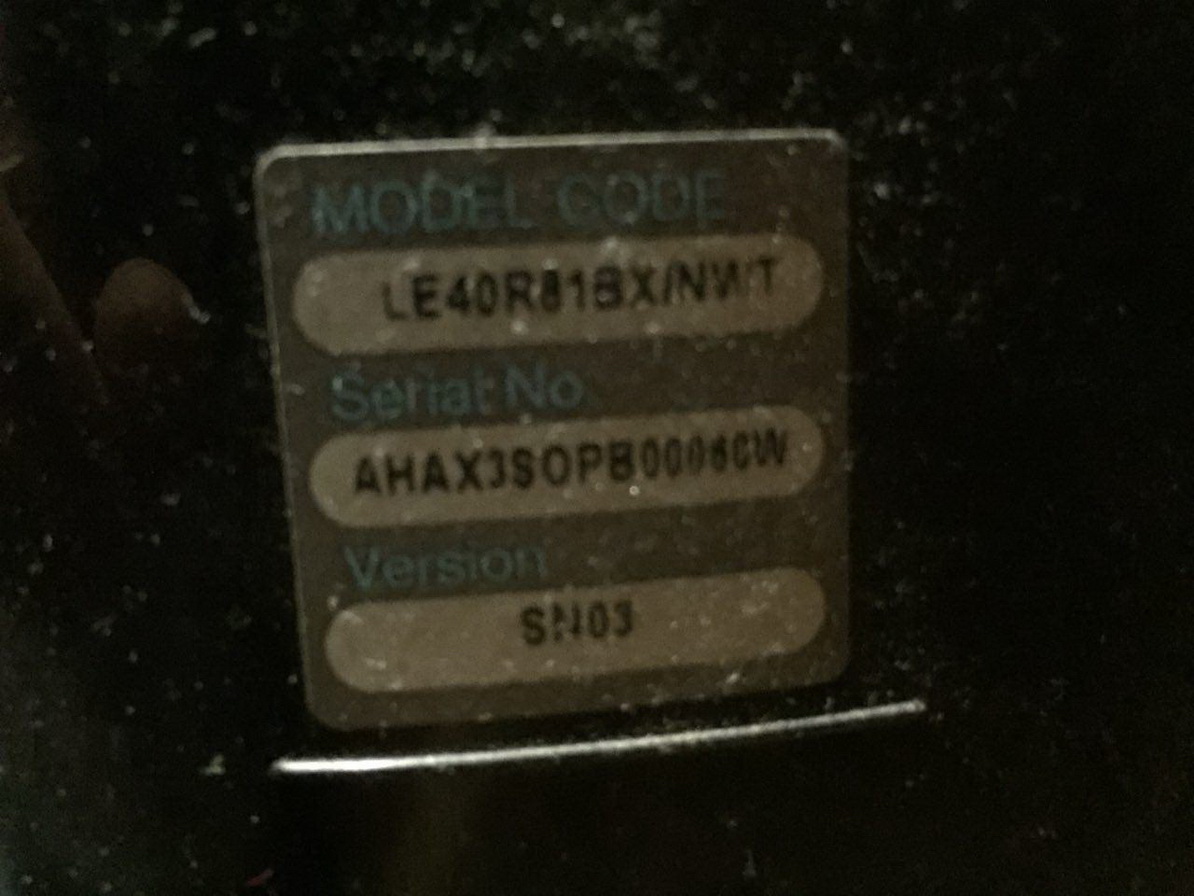 MODEL CODE
LE40R81BX/NWT
Serial No.
Version
SN03